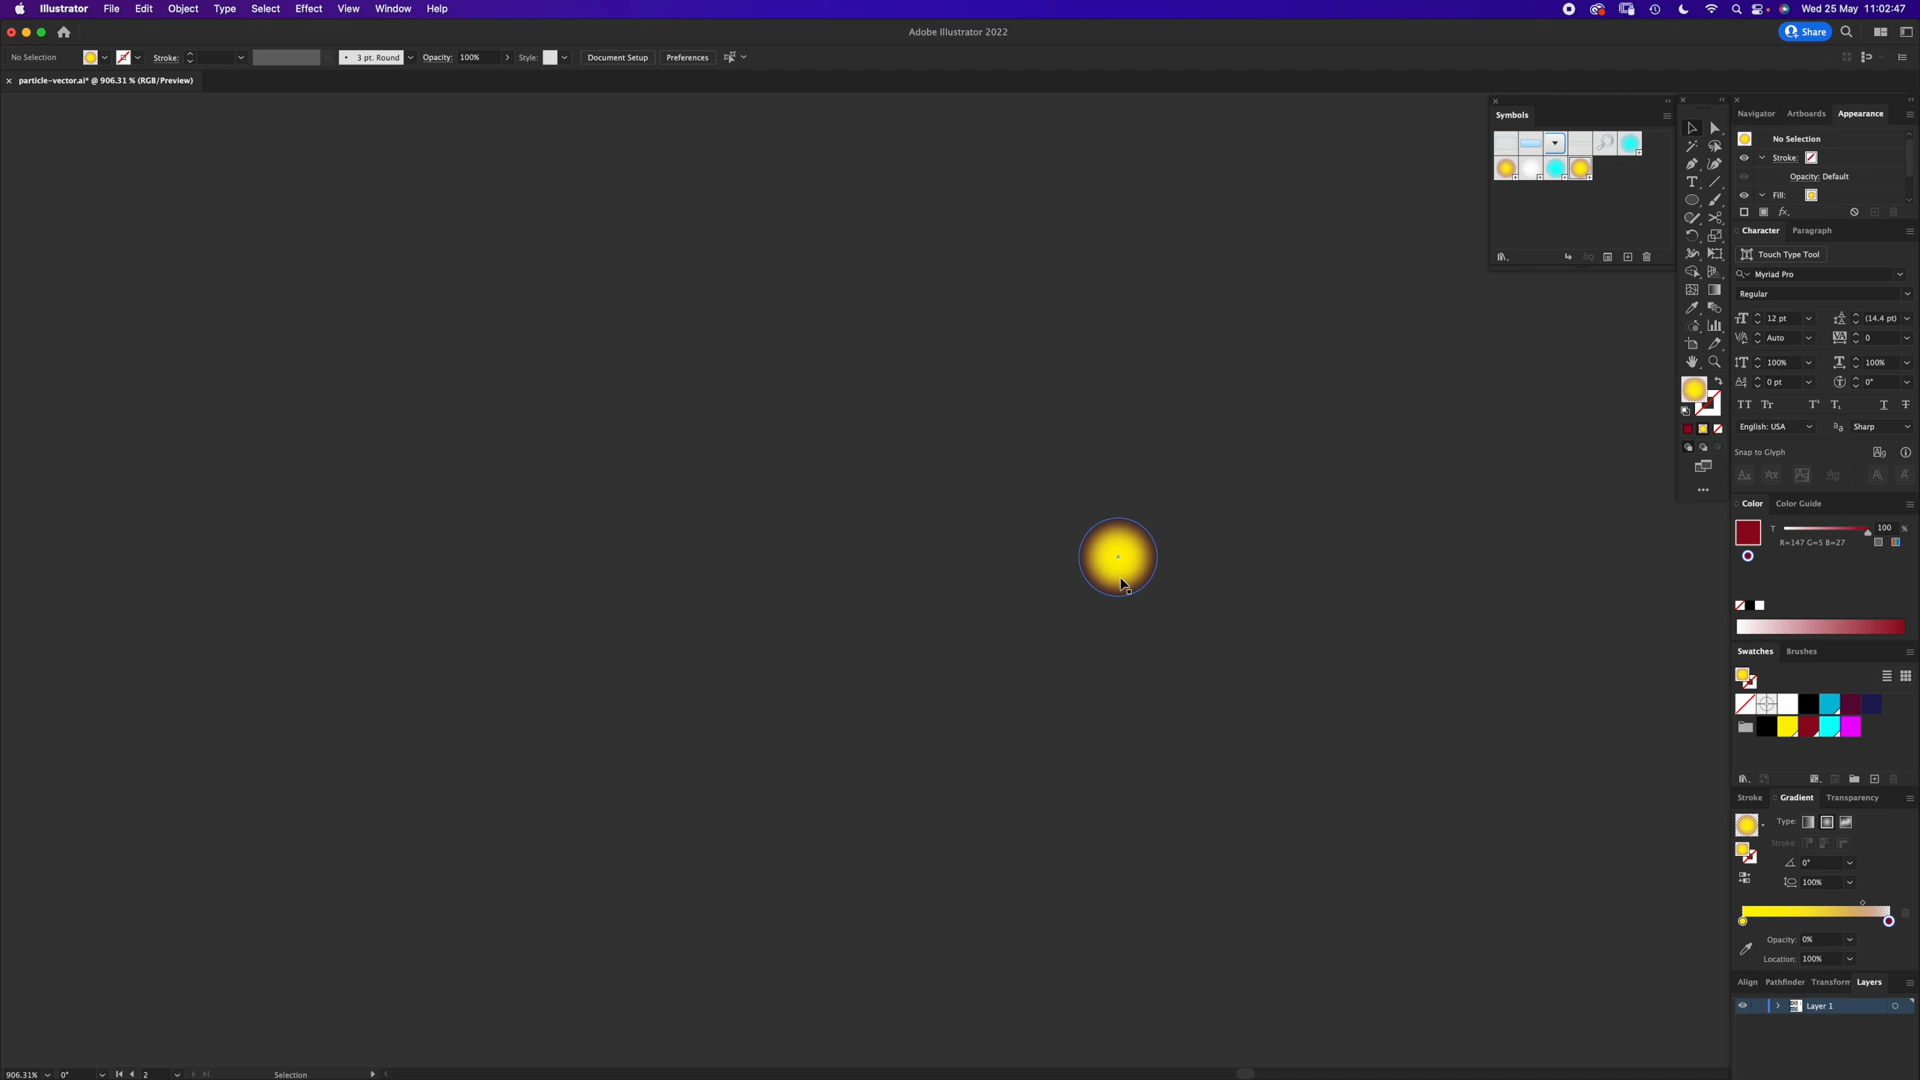 Illustrator File Edit Object Type Select Effect View Window Help Wed 25 May 11:02:47
Adobe Illustrator 2022 Share
No Selection Stroke: 3 pt. Round Opacity: 100% Style: Document Setup Preferences
particle-vector.ai* @ 906.31 % (RGB/Preview)
Symbols
Navigator Artboards Appearance
No Selection
Stroke:
Opacity: Default
Fill:
fx.
Character Paragraph
Touch Type Tool
Myriad Pro
Regular
12 pt (14.4 pt)
Auto 0
100% 100%
0 pt 0°
English: USA Sharp
Snap to Glyph
Color Color Guide
T 100 %
R=147 G=5 B=27
Swatches Brushes
Stroke Gradient Transparency
Type:
Stroke:
0°
100%
Opacity: 0%
Location: 100%
Align Pathfinder Transform Layers
Layer 1
906.31% 0° 2 Selection